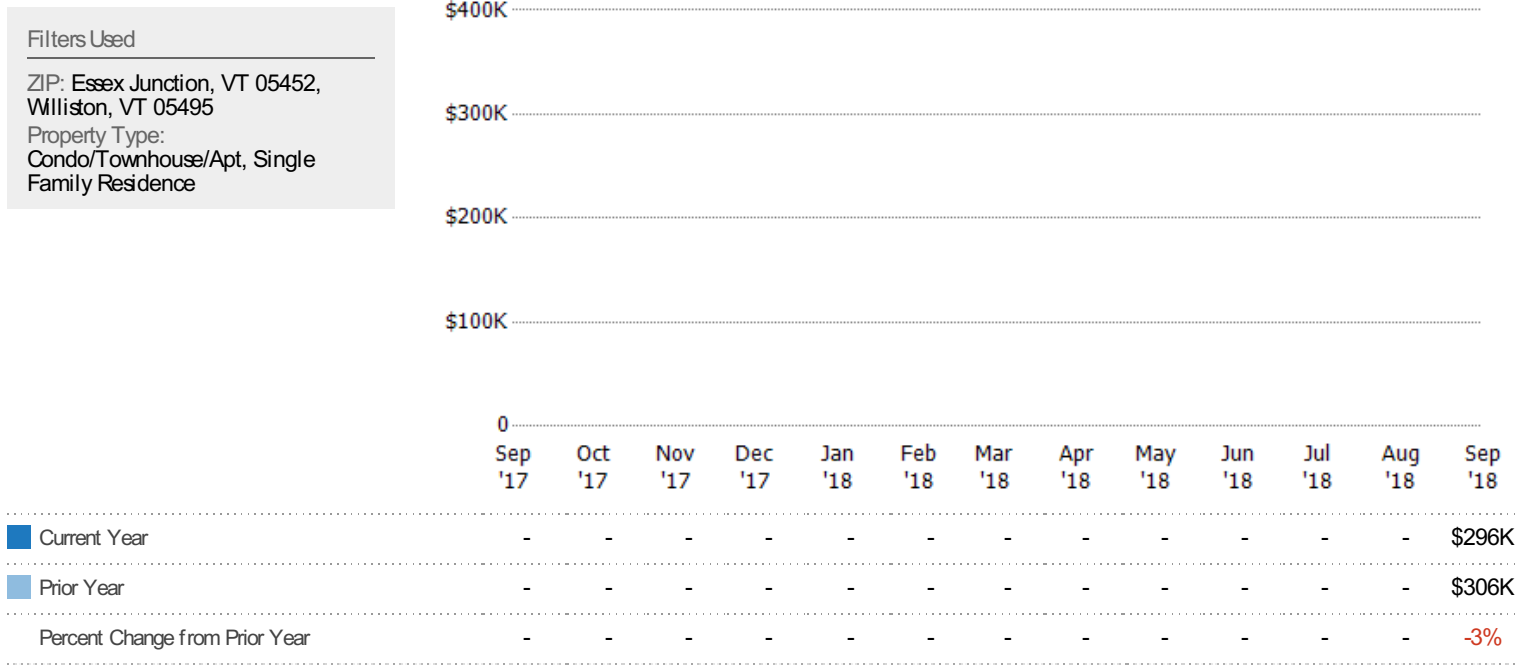 Filters Used
ZIP: Essex Junction, VT 05452,
Williston, VT 05495
Property Type:
Condo/Townhouse/Apt, Single
Family Residence
$400K
$300K
$200K
$100K
0
Sep Oct Nov Dec Jan Feb Mar Apr May Jun Jul Aug Sep
'17 '17 '17 '17 '18 '18 '18 '18 '18 '18 '18 '18 '18
Current Year - - - - - - - - - - - - $296K
Prior Year - - - - - - - - - - - - $306K
Percent Change from Prior Year - - - - - - - - - - - - -3%